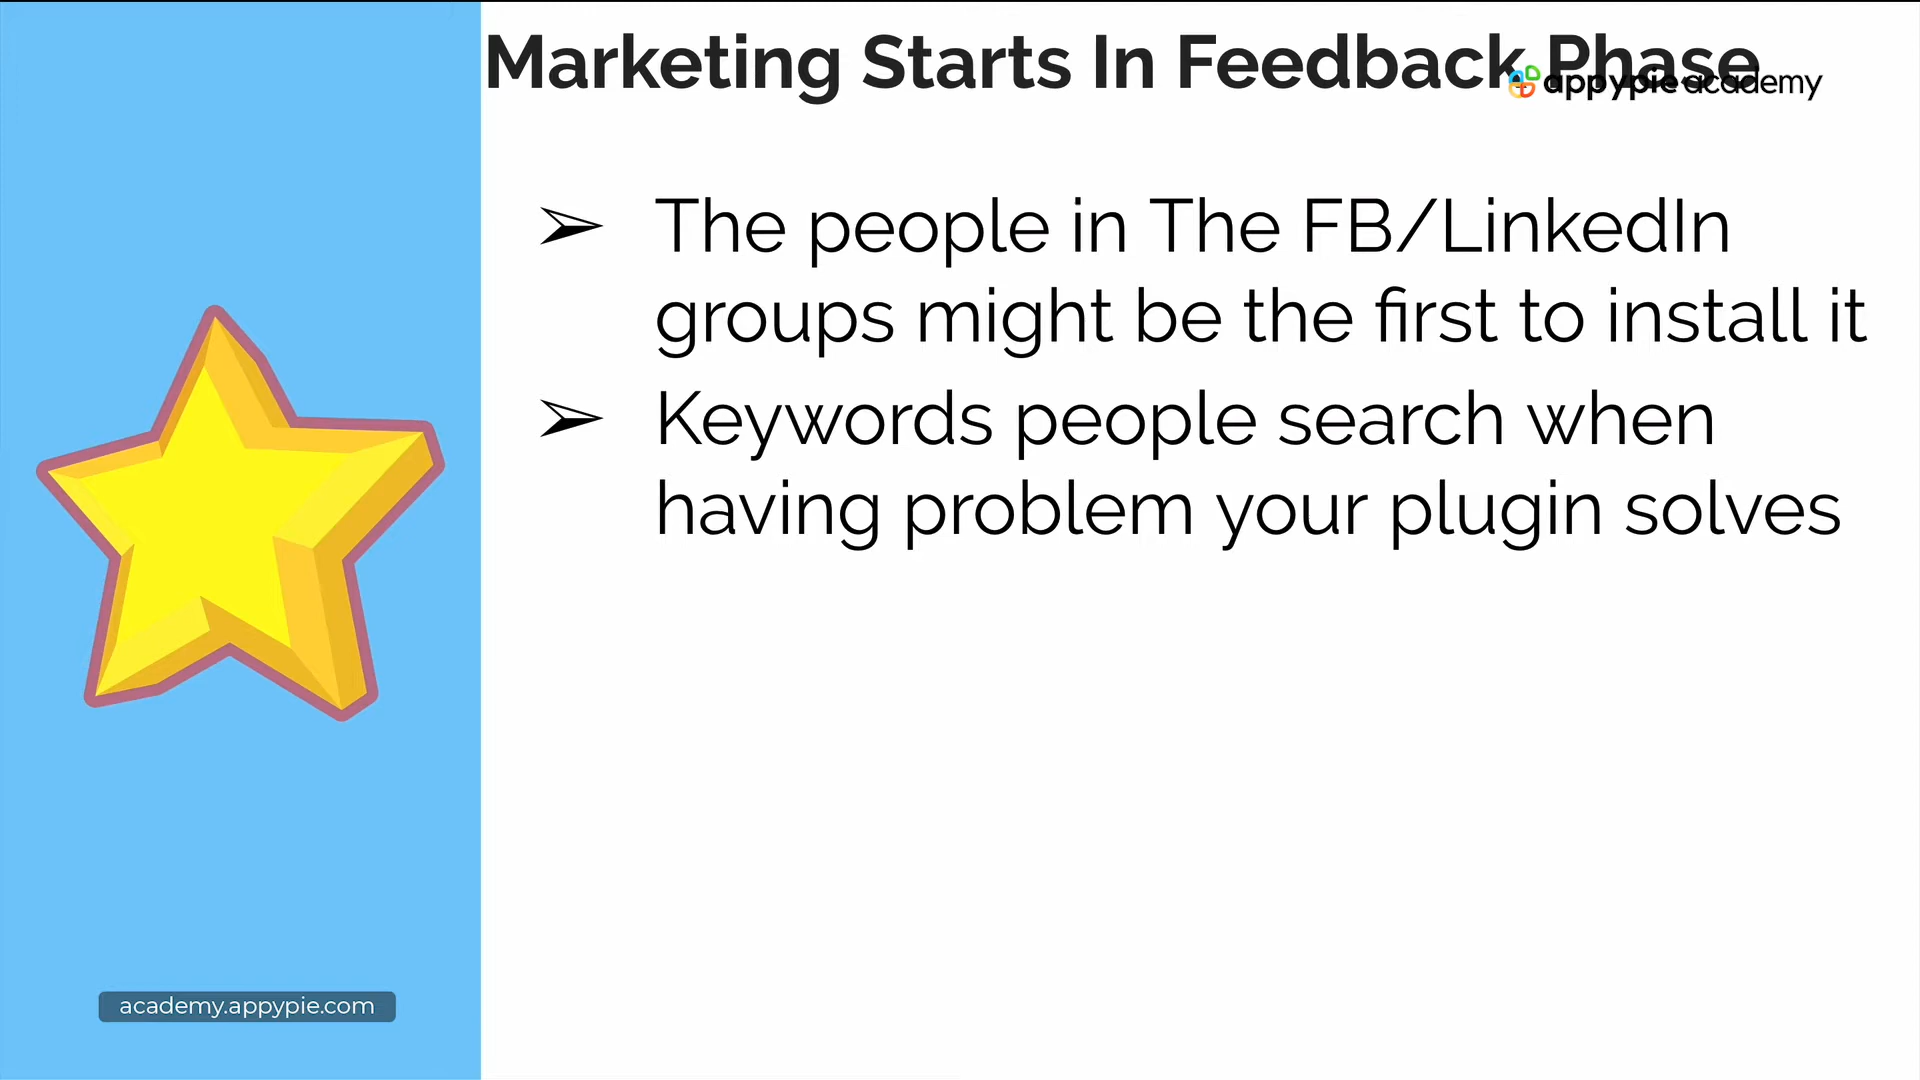 Marketing Starts In Feedback Phase
appypie academy
➢ The people in The FB/LinkedIn
groups might be the first to install it
➢ Keywords people search when
having problem your plugin solves
academy.appypie.com